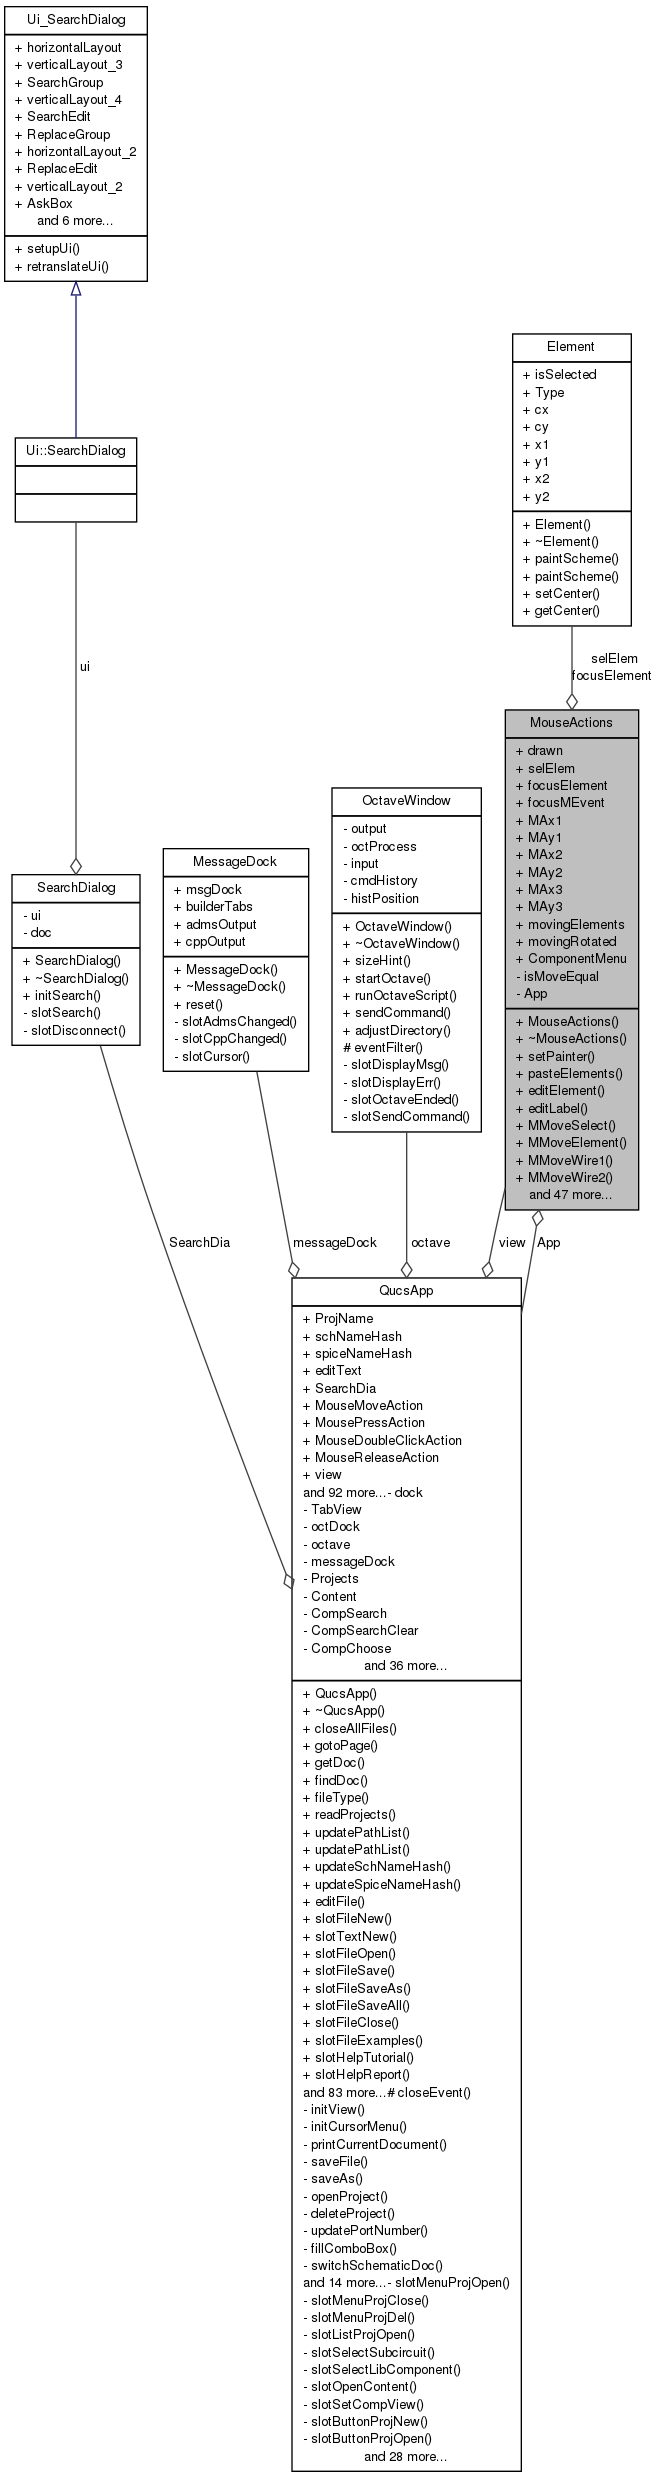 Ui_SearchDialog
+ horizontalLayout
+ verticalLayout_3
+ SearchGroup
+ verticalLayout_4
+ SearchEdit
+ ReplaceGroup
+ horizontalLayout_2
+ ReplaceEdit
+ verticalLayout_2
+ AskBox
and 6 more...
+ setupUi()
+ retranslateUi()
Ui::SearchDialog
ui
Element
+ isSelected
+ Type
+ cx
+ cy
+ x1
+ y1
+ x2
+ y2
+ Element()
+ ~Element()
+ paintScheme()
+ paintScheme()
+ setCenter()
+ getCenter()
selElem
focusElement
MouseActions
+ drawn
+ selElem
+ focusElement
+ focusMEvent
+ MAx1
+ MAy1
+ MAx2
+ MAy2
+ MAx3
+ MAy3
+ movingElements
+ movingRotated
+ ComponentMenu
- isMoveEqual
- App
+ MouseActions()
+ ~MouseActions()
+ setPainter()
+ pasteElements()
+ editElement()
+ editLabel()
+ MMoveSelect()
+ MMoveElement()
+ MMoveWire1()
+ MMoveWire2()
and 47 more...
OctaveWindow
- output
- octProcess
- input
- cmdHistory
- histPosition
+ OctaveWindow()
+ ~OctaveWindow()
+ sizeHint()
+ startOctave()
+ runOctaveScript()
+ sendCommand()
+ adjustDirectory()
# eventFilter()
- slotDisplayMsg()
- slotDisplayErr()
- slotOctaveEnded()
- slotSendCommand()
MessageDock
+ msgDock
+ builderTabs
+ admsOutput
+ cppOutput
+ MessageDock()
+ ~MessageDock()
+ reset()
- slotAdmsChanged()
- slotCppChanged()
- slotCursor()
SearchDialog
- ui
- doc
+ SearchDialog()
+ ~SearchDialog()
+ initSearch()
- slotSearch()
- slotDisconnect()
SearchDia
messageDock
octave
view
App
QucsApp
+ ProjName
+ schNameHash
+ spiceNameHash
+ editText
+ SearchDia
+ MouseMoveAction
+ MousePressAction
+ MouseDoubleClickAction
+ MouseReleaseAction
+ view
and 92 more...- dock
- TabView
- octDock
- octave
- messageDock
- Projects
- Content
- CompSearch
- CompSearchClear
- CompChoose
and 36 more...
+ QucsApp()
+ ~QucsApp()
+ closeAllFiles()
+ gotoPage()
+ getDoc()
+ findDoc()
+ fileType()
+ readProjects()
+ updatePathList()
+ updatePathList()
+ updateSchNameHash()
+ updateSpiceNameHash()
+ editFile()
+ slotFileNew()
+ slotTextNew()
+ slotFileOpen()
+ slotFileSave()
+ slotFileSaveAs()
+ slotFileSaveAll()
+ slotFileClose()
+ slotFileExamples()
+ slotHelpTutorial()
+ slotHelpReport()
and 83 more...# closeEvent()
- initView()
- initCursorMenu()
- printCurrentDocument()
- saveFile()
- saveAs()
- openProject()
- deleteProject()
- updatePortNumber()
- fillComboBox()
- switchSchematicDoc()
and 14 more...- slotMenuProjOpen()
- slotMenuProjClose()
- slotMenuProjDel()
- slotListProjOpen()
- slotSelectSubcircuit()
- slotSelectLibComponent()
- slotOpenContent()
- slotSetCompView()
- slotButtonProjNew()
- slotButtonProjOpen()
and 28 more...